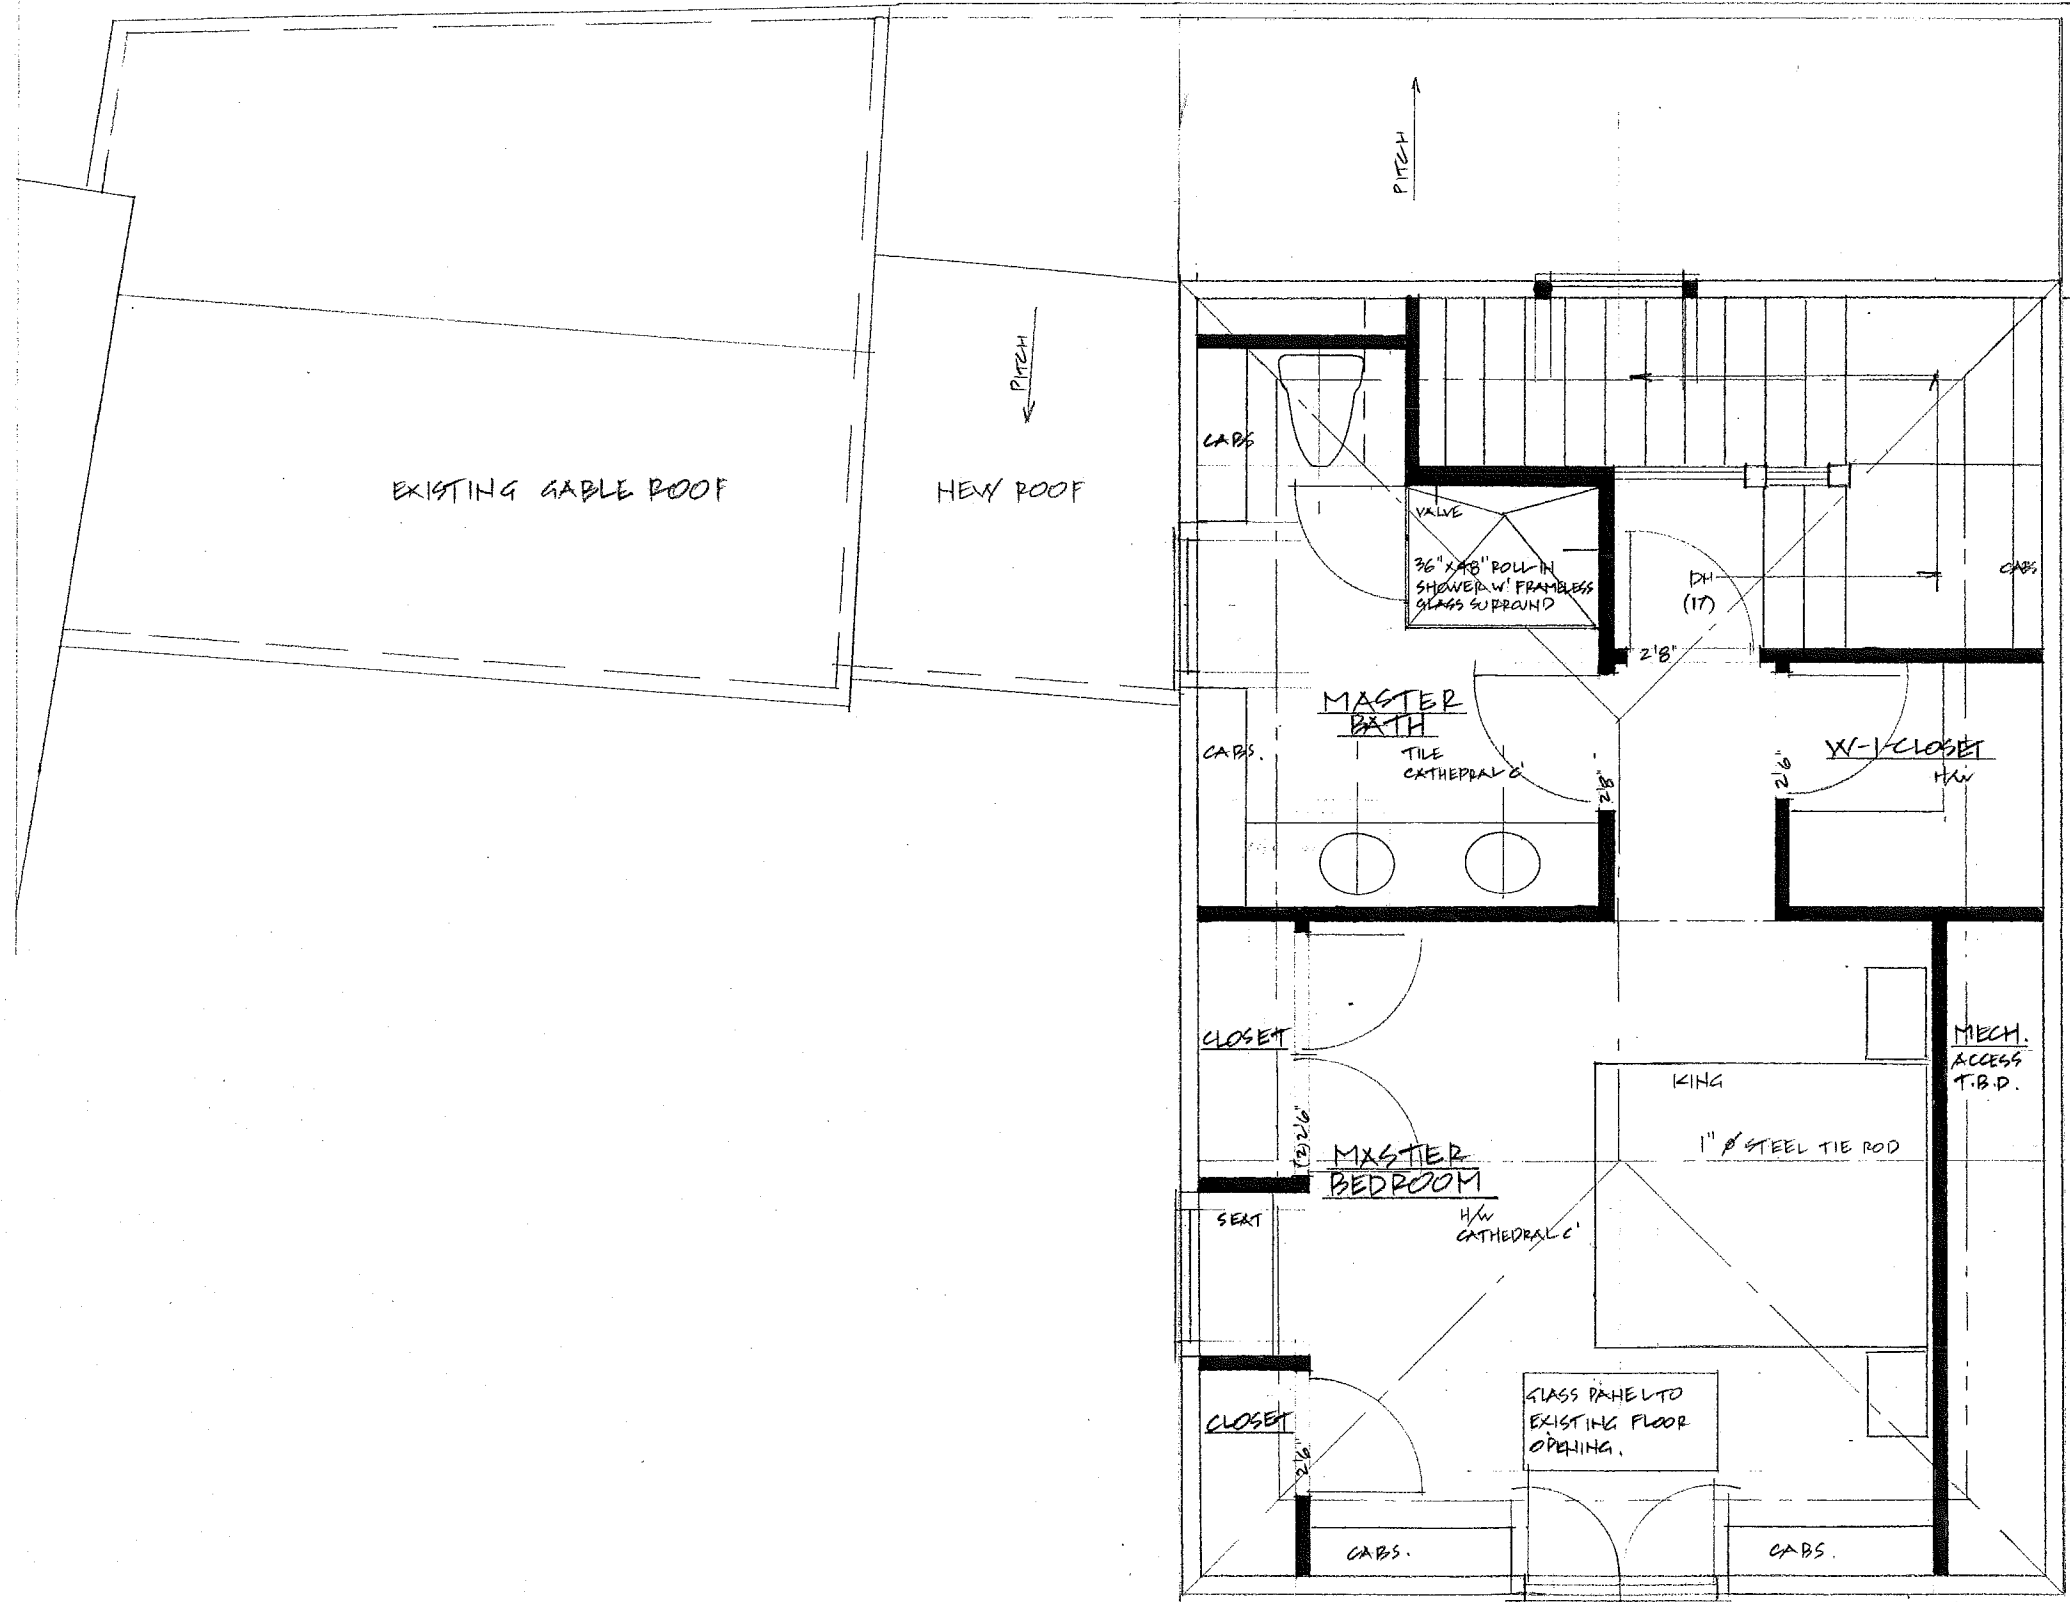 PITCH
PITCH
EXISTING GABLE ROOF
NEW ROOF
CABS
VALVE
36" X 48" ROLL-IN
SHOWER W/ FRAMELESS
GLASS SURROUND
DH
(17)
CABS
2'8"
MASTER
BATH
TILE
CATHEDRAL C'
CABS.
2'8"
2'6"
W-I-CLOSET
H/W
CLOSET
(2) 2'6"
KING
MECH.
ACCESS
T.B.D.
1" Ø STEEL TIE ROD
MASTER
BEDROOM
H/W
CATHEDRAL C'
SEAT
CLOSET
2'6"
GLASS PANEL TO
EXISTING FLOOR
OPENING.
CABS.
CABS.